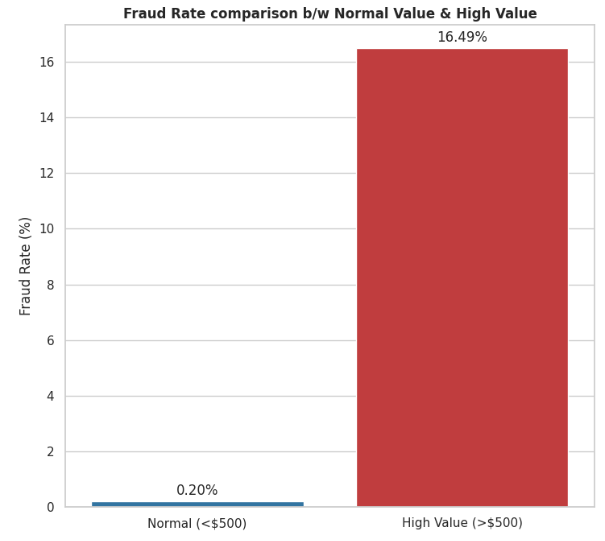 Fraud Rate comparison b/w Normal Value & High Value
16.49%
16
14
12
10
8
6
4
2
0
Fraud Rate (%)
0.20%
Normal (<$500)
High Value (>$500)